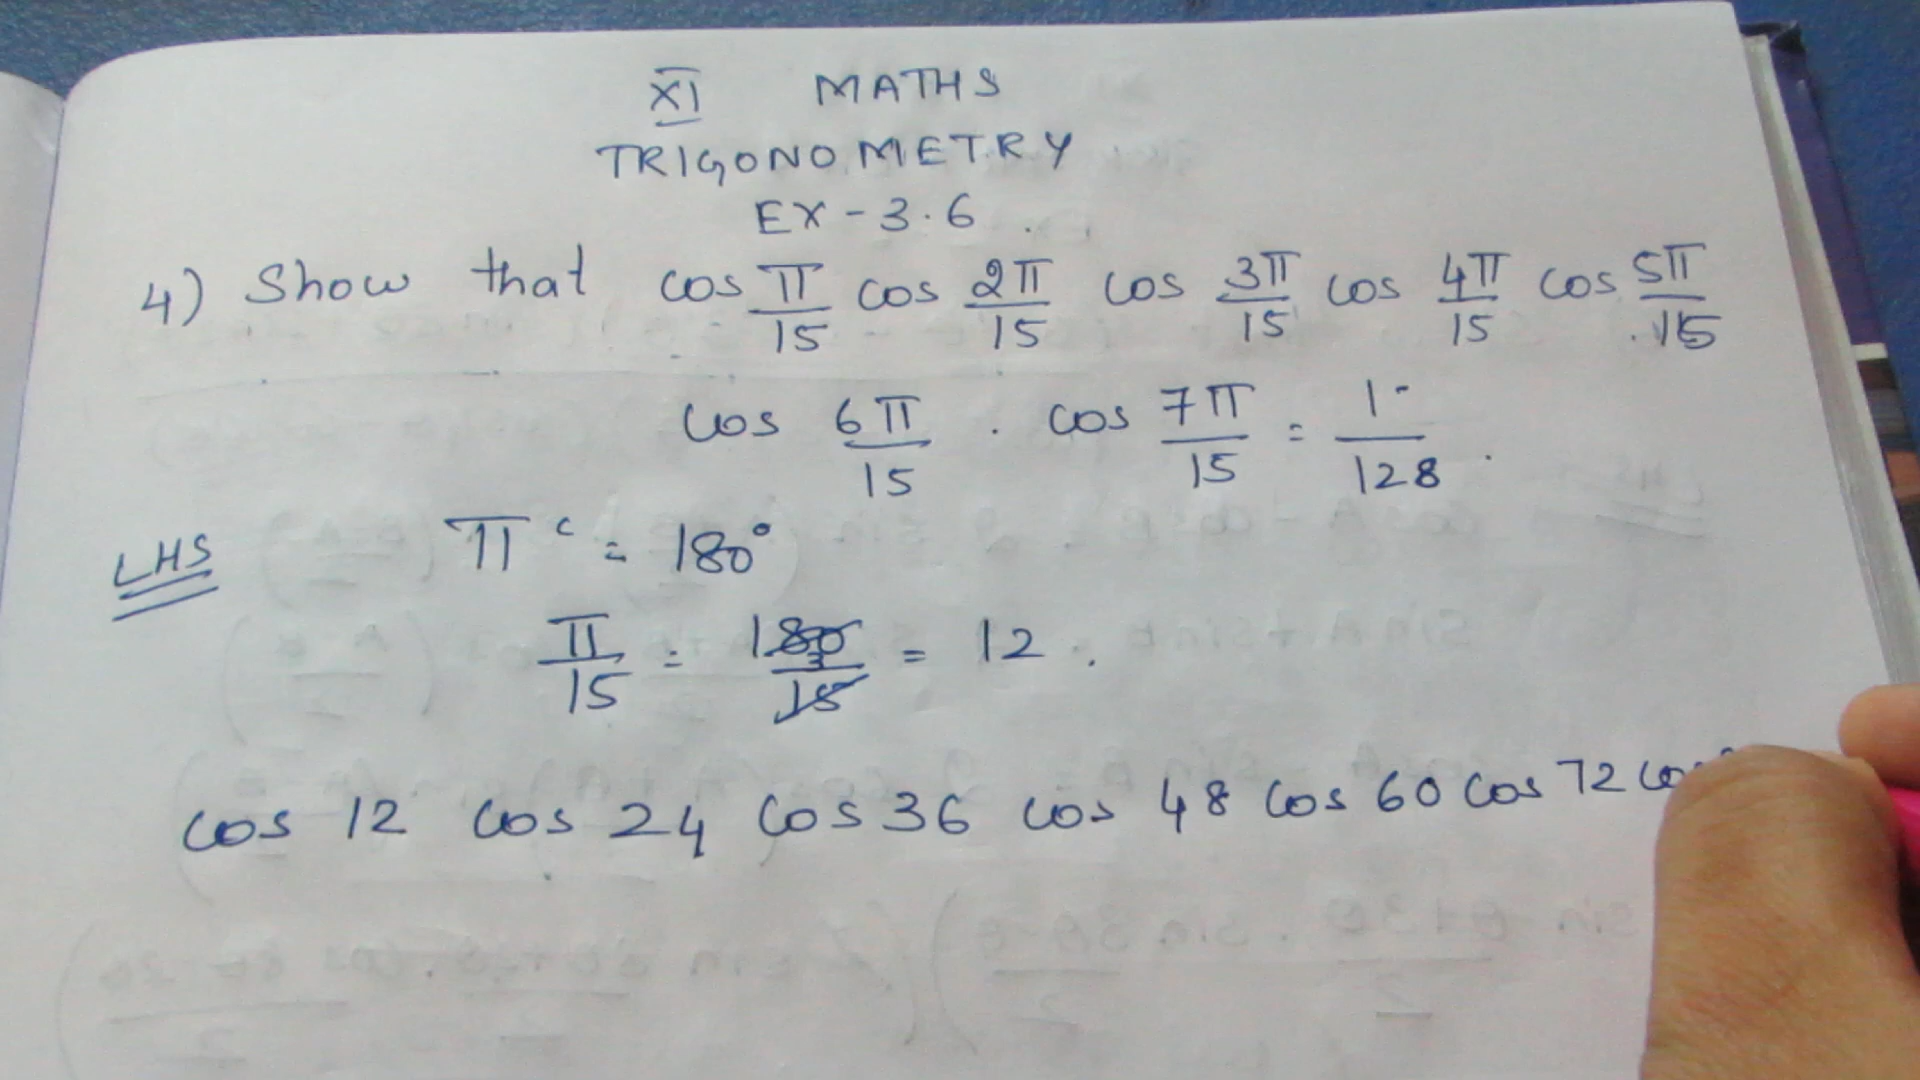 XI MATHS
TRIGONOMETRY
EX - 3.6
4) Show that cos π/15 cos 2π/15 cos 3π/15 cos 4π/15 cos 5π/15
cos 6π/15 . cos 7π/15 = 1/128 .
LHS π^c = 180°
π/15 = 180/15 = 12 .
cos 12 cos 24 cos 36 cos 48 cos 60 cos 72 cos